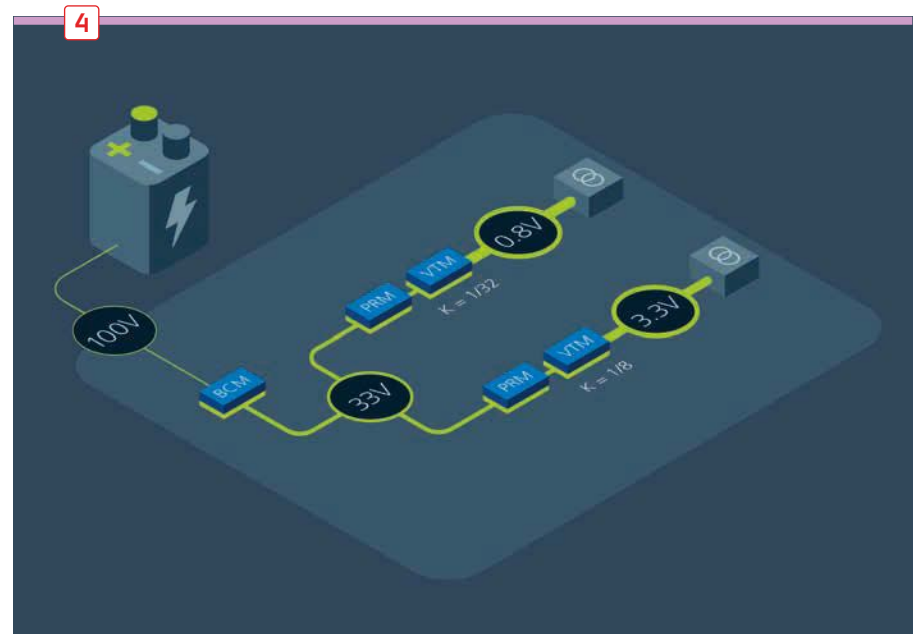 4
+
−
100V
BCM
33V
PRM
VTM
K = 1/32
0.8V
PRM
VTM
K = 1/8
3.3V